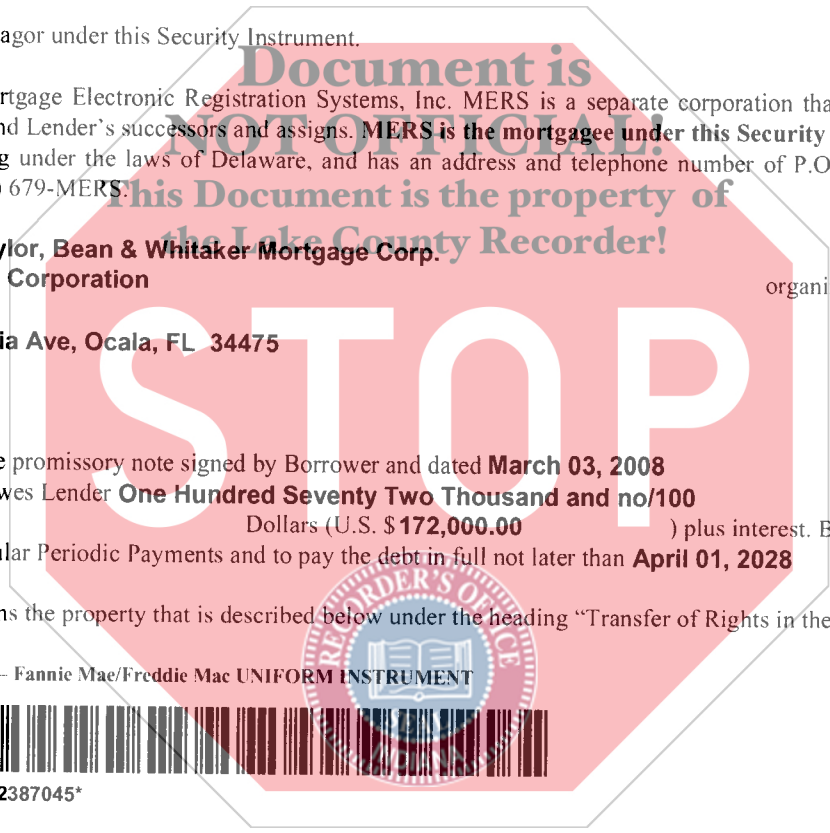 agor under this Security Instrument.
Document is
rtgage Electronic Registration Systems, Inc. MERS is a separate corporation tha
NOT OFFICIAL!
nd Lender's successors and assigns. MERS is the mortgagee under this Security
g under the laws of Delaware, and has an address and telephone number of P.O
) 679-MERS.
This Document is the property of
the Lake County Recorder!
ylor, Bean & Whitaker Mortgage Corp.
Corporation
organi
ia Ave, Ocala, FL 34475
STOP
e promissory note signed by Borrower and dated March 03, 2008
wes Lender One Hundred Seventy Two Thousand and no/100
Dollars (U.S. $172,000.00 ) plus interest. B
ular Periodic Payments and to pay the debt in full not later than April 01, 2028
ns the property that is described below under the heading “Transfer of Rights in the
– Fannie Mae/Freddie Mac UNIFORM INSTRUMENT
RECORDER'S OFFICE
SEAL
INDIANA
2387045*